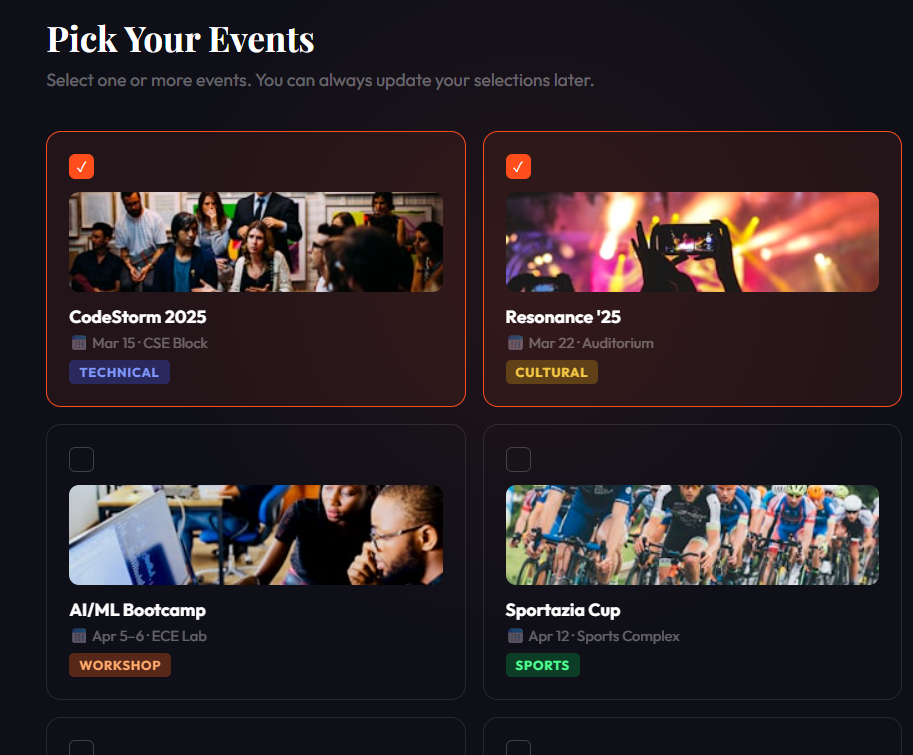 Pick Your Events
Select one or more events. You can always update your selections later.
CodeStorm 2025
Mar 15 · CSE Block
TECHNICAL
Resonance '25
Mar 22 · Auditorium
CULTURAL
AI/ML Bootcamp
Apr 5–6 · ECE Lab
WORKSHOP
Sportazia Cup
Apr 12 · Sports Complex
SPORTS